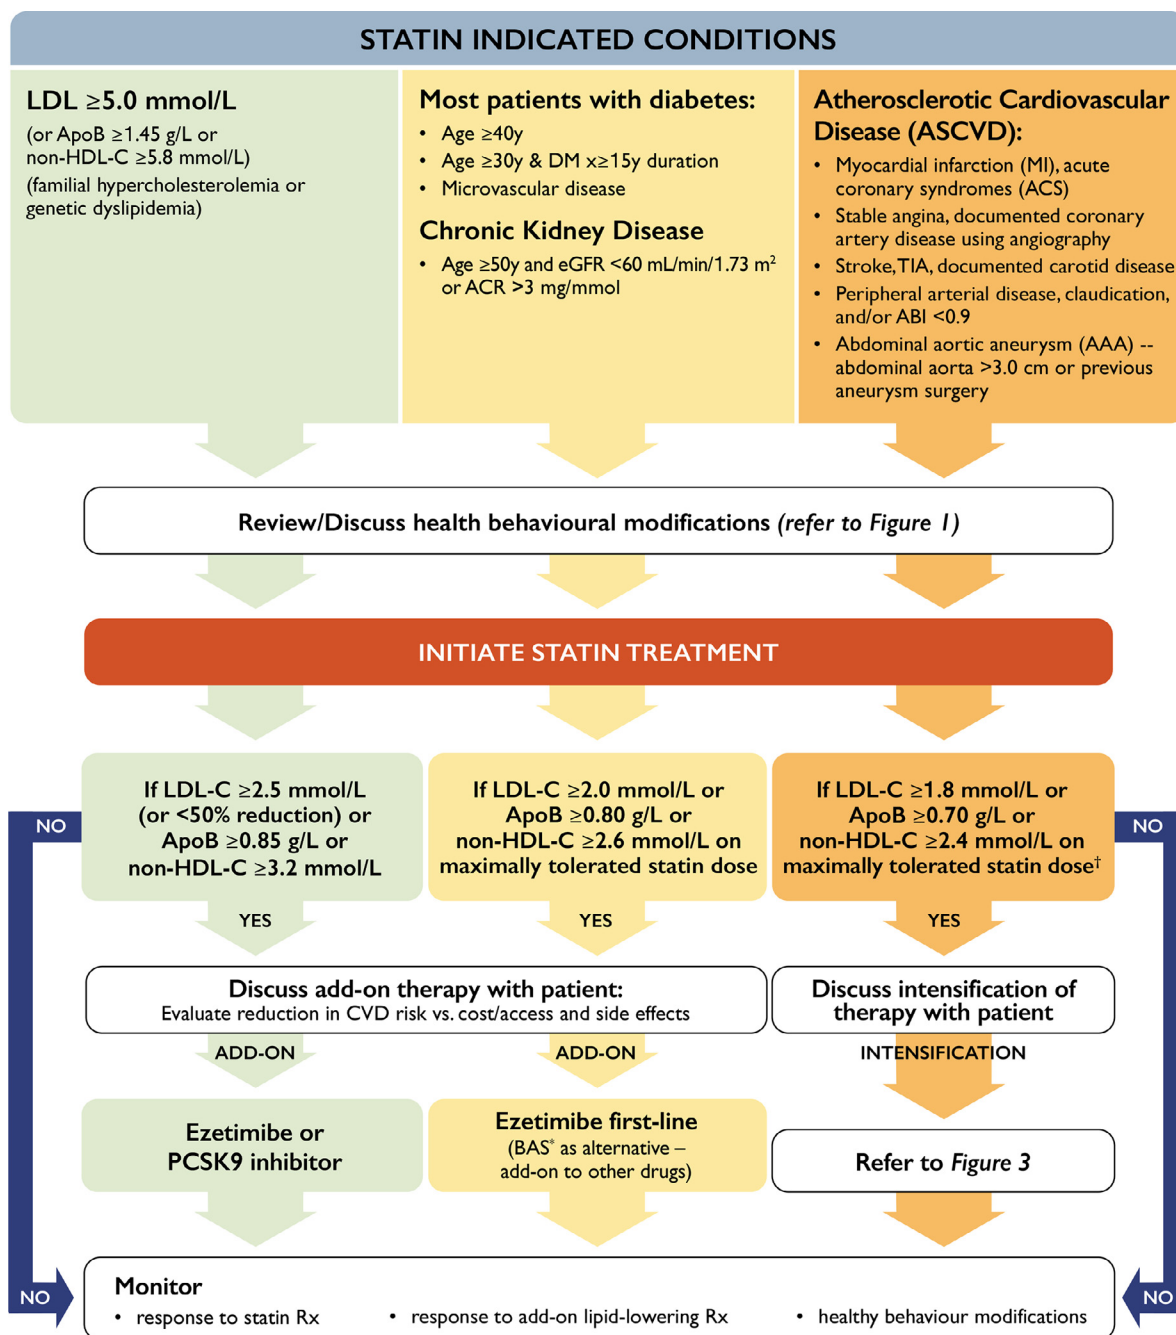 STATIN INDICATED CONDITIONS
LDL ≥5.0 mmol/L
(or ApoB ≥1.45 g/L or
non-HDL-C ≥5.8 mmol/L)
(familial hypercholesterolemia or
genetic dyslipidemia)
Most patients with diabetes:
• Age ≥40y
• Age ≥30y & DM x≥15y duration
• Microvascular disease
Chronic Kidney Disease
• Age ≥50y and eGFR <60 mL/min/1.73 m²
or ACR >3 mg/mmol
Atherosclerotic Cardiovascular
Disease (ASCVD):
• Myocardial infarction (MI), acute
coronary syndromes (ACS)
• Stable angina, documented coronary
artery disease using angiography
• Stroke, TIA, documented carotid disease
• Peripheral arterial disease, claudication,
and/or ABI <0.9
• Abdominal aortic aneurysm (AAA) --
abdominal aorta >3.0 cm or previous
aneurysm surgery
Review/Discuss health behavioural modifications (refer to Figure 1)
INITIATE STATIN TREATMENT
If LDL-C ≥2.5 mmol/L
(or <50% reduction) or
ApoB ≥0.85 g/L or
non-HDL-C ≥3.2 mmol/L
If LDL-C ≥2.0 mmol/L or
ApoB ≥0.80 g/L or
non-HDL-C ≥2.6 mmol/L on
maximally tolerated statin dose
If LDL-C ≥1.8 mmol/L or
ApoB ≥0.70 g/L or
non-HDL-C ≥2.4 mmol/L on
maximally tolerated statin dose†
NO
NO
YES
YES
YES
Discuss add-on therapy with patient:
Evaluate reduction in CVD risk vs. cost/access and side effects
Discuss intensification of
therapy with patient
ADD-ON
ADD-ON
INTENSIFICATION
Ezetimibe or
PCSK9 inhibitor
Ezetimibe first-line
(BAS* as alternative –
add-on to other drugs)
Refer to Figure 3
NO
NO
Monitor
• response to statin Rx
• response to add-on lipid-lowering Rx
• healthy behaviour modifications